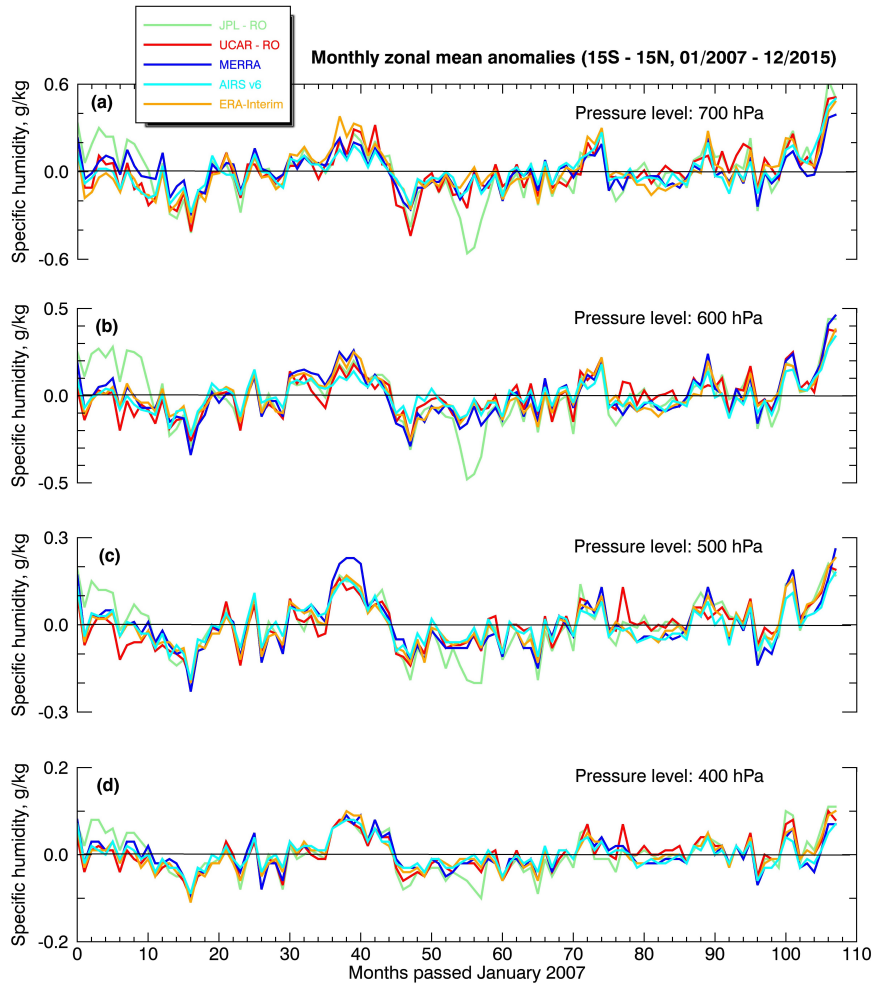 JPL - RO
UCAR - RO
MERRA
AIRS v6
ERA-Interim
Monthly zonal mean anomalies (15S - 15N, 01/2007 - 12/2015)
Specific humidity, g/kg
0.6
0.0
-0.6
(a)
Pressure level: 700 hPa
Specific humidity, g/kg
0.5
0.0
-0.5
(b)
Pressure level: 600 hPa
Specific humidity, g/kg
0.3
0.0
-0.3
(c)
Pressure level: 500 hPa
Specific humidity, g/kg
0.2
0.0
-0.2
(d)
Pressure level: 400 hPa
0 10 20 30 40 50 60 70 80 90 100 110
Months passed January 2007